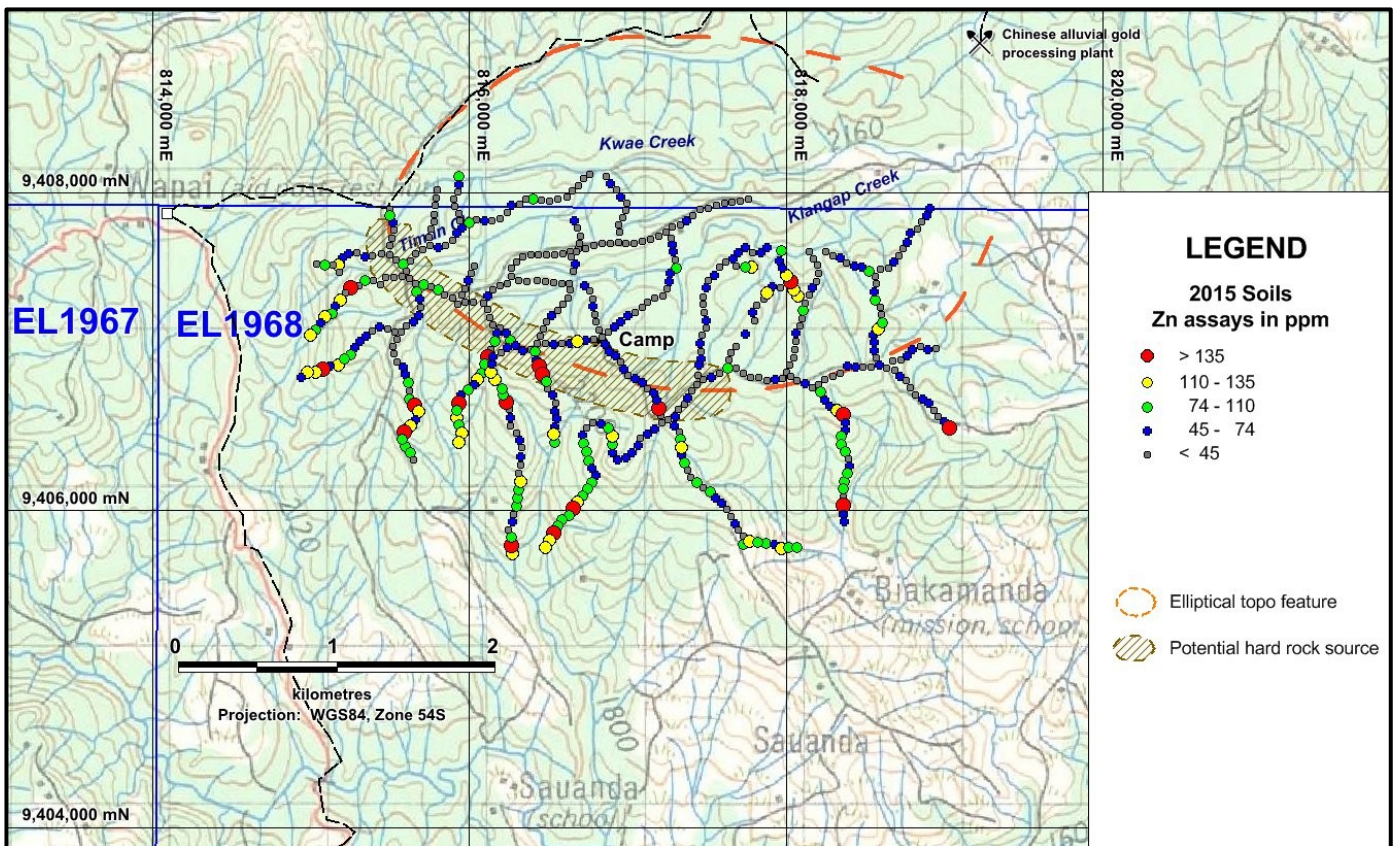 Chinese alluvial gold
processing plant
814,000 mE
816,000 mE
818,000 mE
820,000 mE
2160
Kwae Creek
9,408,000 mN
Wapai
Kiangap Creek
Timun C
EL1967
EL1968
Camp
9,406,000 mN
1800
Biakamanda
(mission, school
0 1 2
kilometres
Projection: WGS84, Zone 54S
Sauanda
Sauanda
(school)
9,404,000 mN
LEGEND
2015 Soils
Zn assays in ppm
> 135
110 - 135
74 - 110
45 - 74
< 45
Elliptical topo feature
Potential hard rock source